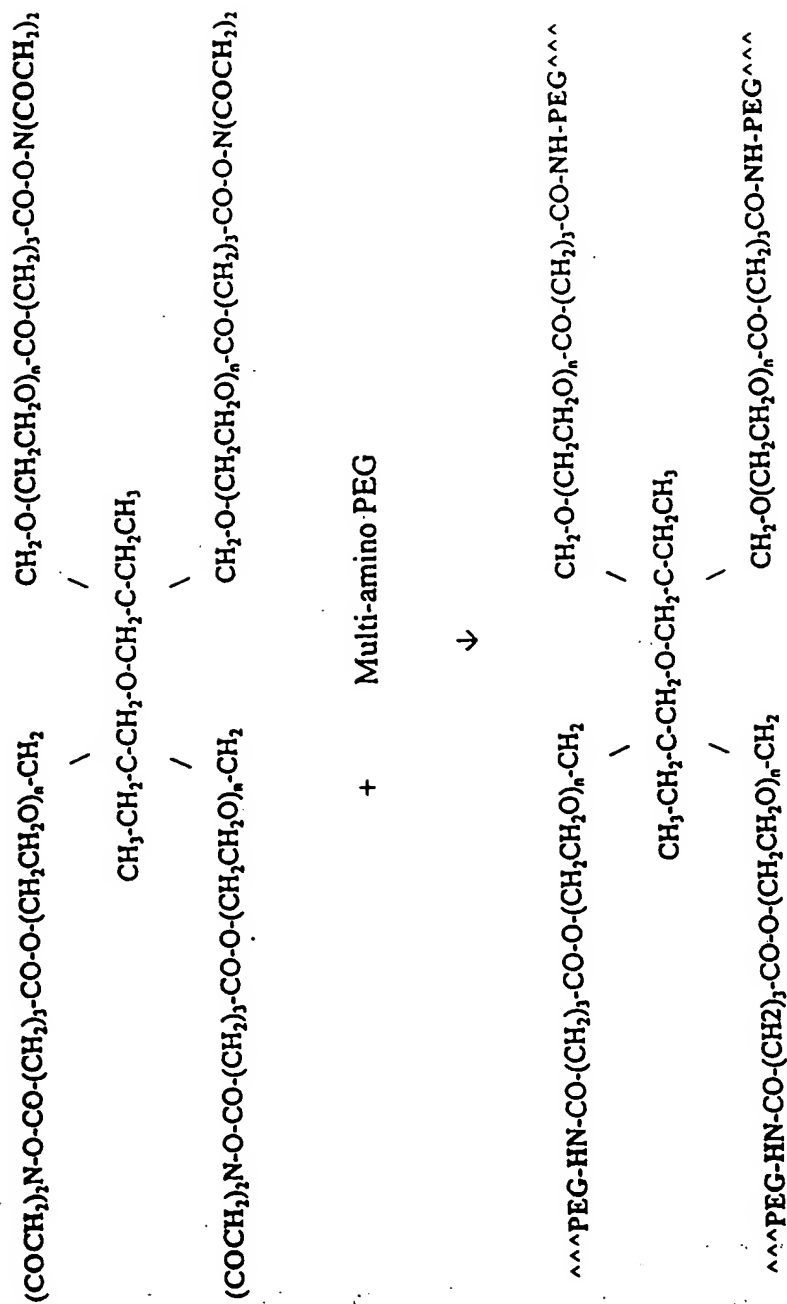 (COCH₂)₂N-O-CO-(CH₂)₃-CO-O-(CH₂CH₂O)ₙ-CH₂ CH₂-O-(CH₂CH₂O)ₙ-CO-(CH₂)₃-CO-O-N(COCH₂)₂
\ /
CH₃-CH₂-C-CH₂-O-CH₂-C-CH₂CH₃
/ \
(COCH₂)₂N-O-CO-(CH₂)₃-CO-O-(CH₂CH₂O)ₙ-CH₂ CH₂-O-(CH₂CH₂O)ₙ-CO-(CH₂)₃-CO-O-N(COCH₂)₂
+ Multi-amino PEG
↓
^^^PEG-HN-CO-(CH₂)₃-CO-O-(CH₂CH₂O)ₙ-CH₂ CH₂-O-(CH₂CH₂O)ₙ-CO-(CH₂)₃-CO-NH-PEG^^^
\ /
CH₃-CH₂-C-CH₂-O-CH₂-C-CH₂CH₃
/ \
^^^PEG-HN-CO-(CH2)₃-CO-O-(CH₂CH₂O)ₙ-CH₂ CH₂-O(CH₂CH₂O)ₙ-CO-(CH₂)₃CO-NH-PEG^^^